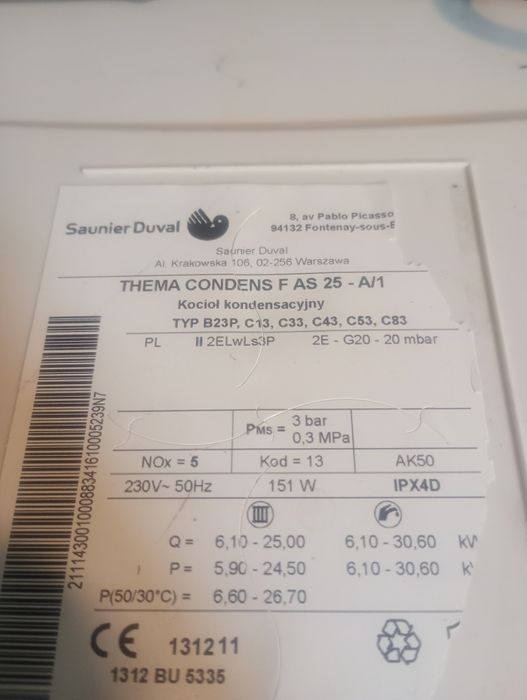 Saunier Duval
8, av Pablo Picasso
94132 Fontenay-sous-
Saunier Duval
Al. Krakowska 106, 02-256 Warszawa
THEMA CONDENS F AS 25 - A/1
Kocioł kondensacyjny
TYP B23P, C13, C33, C43, C53, C83
PL II 2ELwLs3P 2E - G20 - 20 mbar
PMS = 3 bar
0,3 MPa
NOx = 5 Kod = 13 AK50
230V~ 50Hz 151 W IPX4D
Q = 6,10 - 25,00 6,10 - 30,60 kW
P = 5,90 - 24,50 6,10 - 30,60 k
P(50/30°C) = 6,60 - 26,70
CE 131211
1312 BU 5335
21114300100088341610005239N7